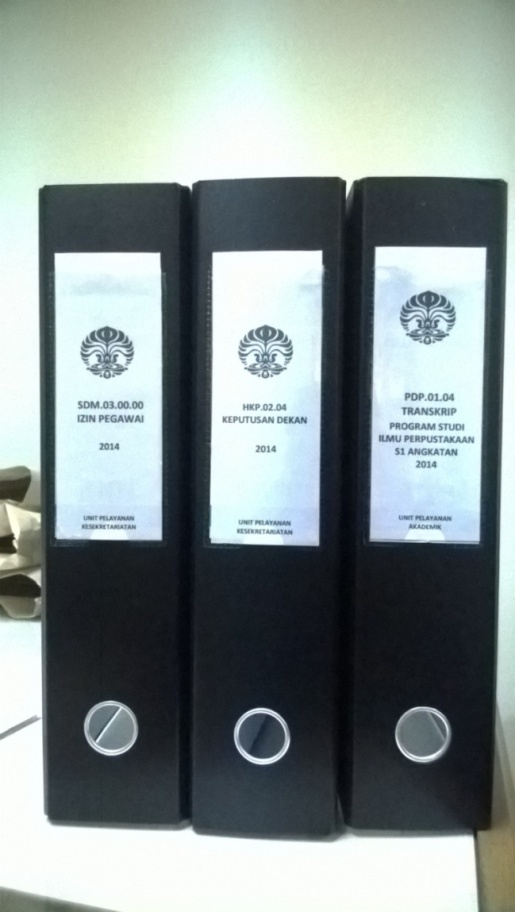 SDM.03.00.00
IZIN PEGAWAI
2014
UNIT PELAYANAN
KESEKRETARIATAN
HKP.02.04
KEPUTUSAN DEKAN
2014
UNIT PELAYANAN
KESEKRETARIATAN
PDP.01.04
TRANSKRIP
PROGRAM STUDI
ILMU PERPUSTAKAAN
S1 ANGKATAN
2014
UNIT PELAYANAN
AKADEMIK